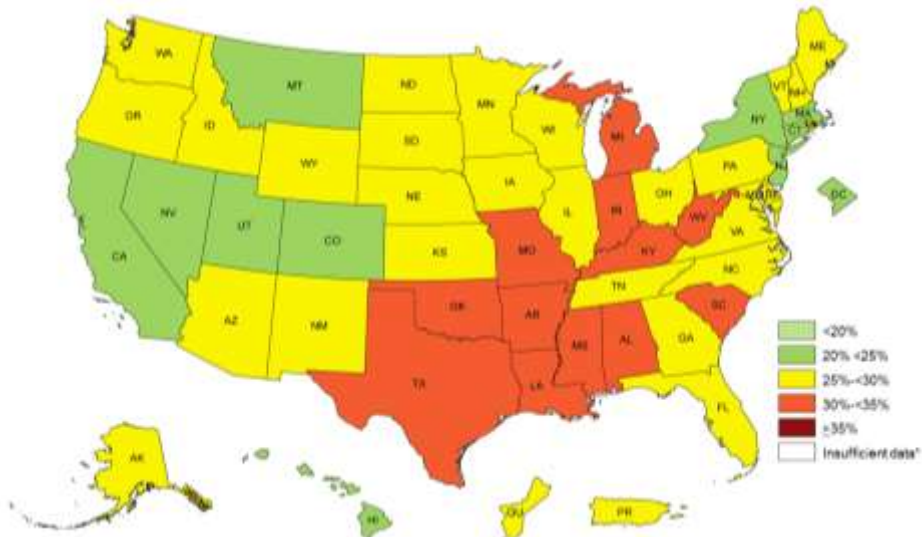 WA
MT
ND
MN
ME
VT
NH
OR
ID
SD
WI
MI
NY
MA
CT
WY
NE
IA
PA
NJ
NV
UT
CO
IL
IN
OH
WV
VA
DC
CA
KS
MO
KY
NC
TN
AZ
NM
OK
AR
SC
MS
AL
GA
TA
LA
FL
<20%
20% <25%
25%-<30%
30%-<35%
≥35%
Insufficient data*
AK
HI
GU
PR